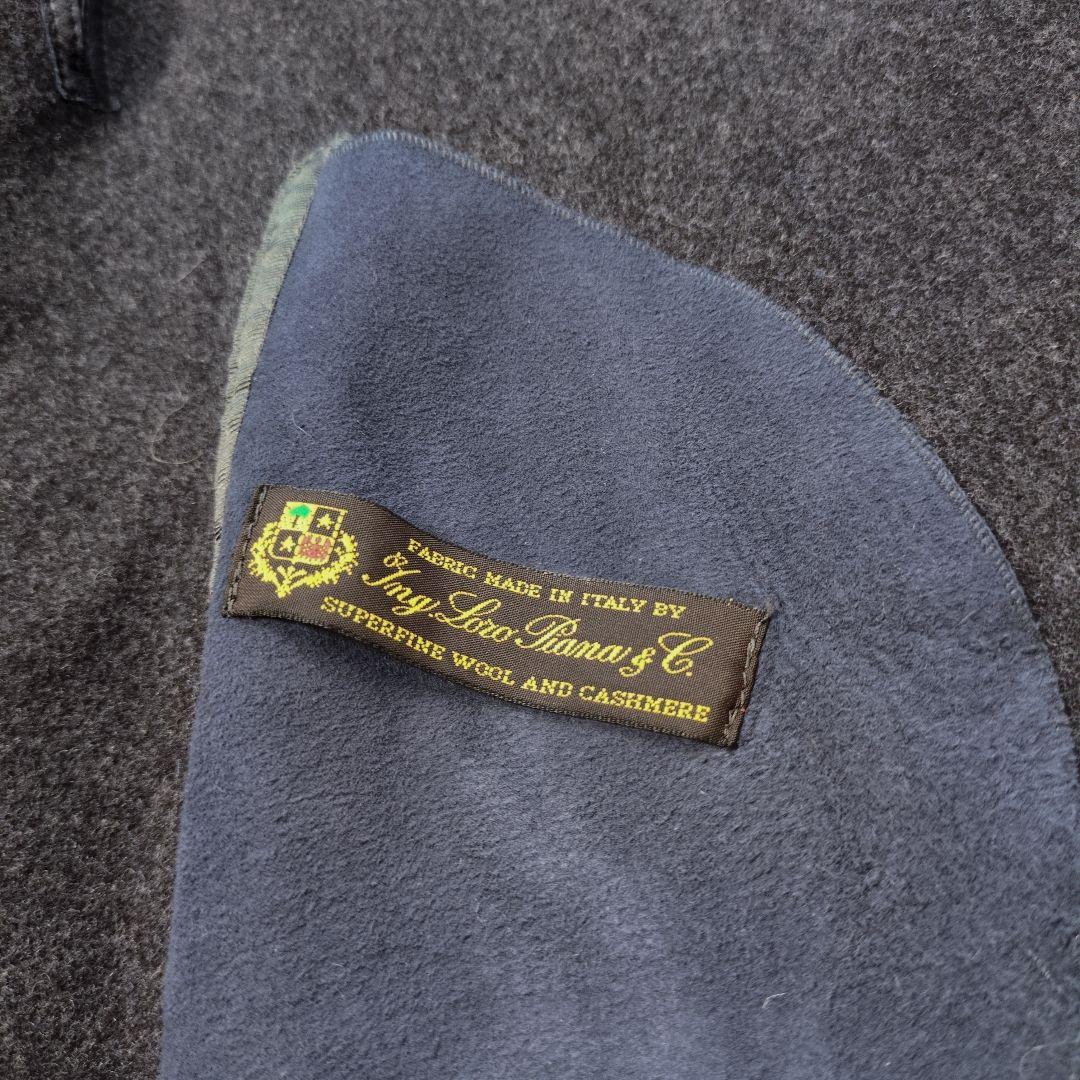 FABRIC MADE IN ITALY BY
& Ing. Loro Piana & C.
SUPERFINE WOOL AND CASHMERE